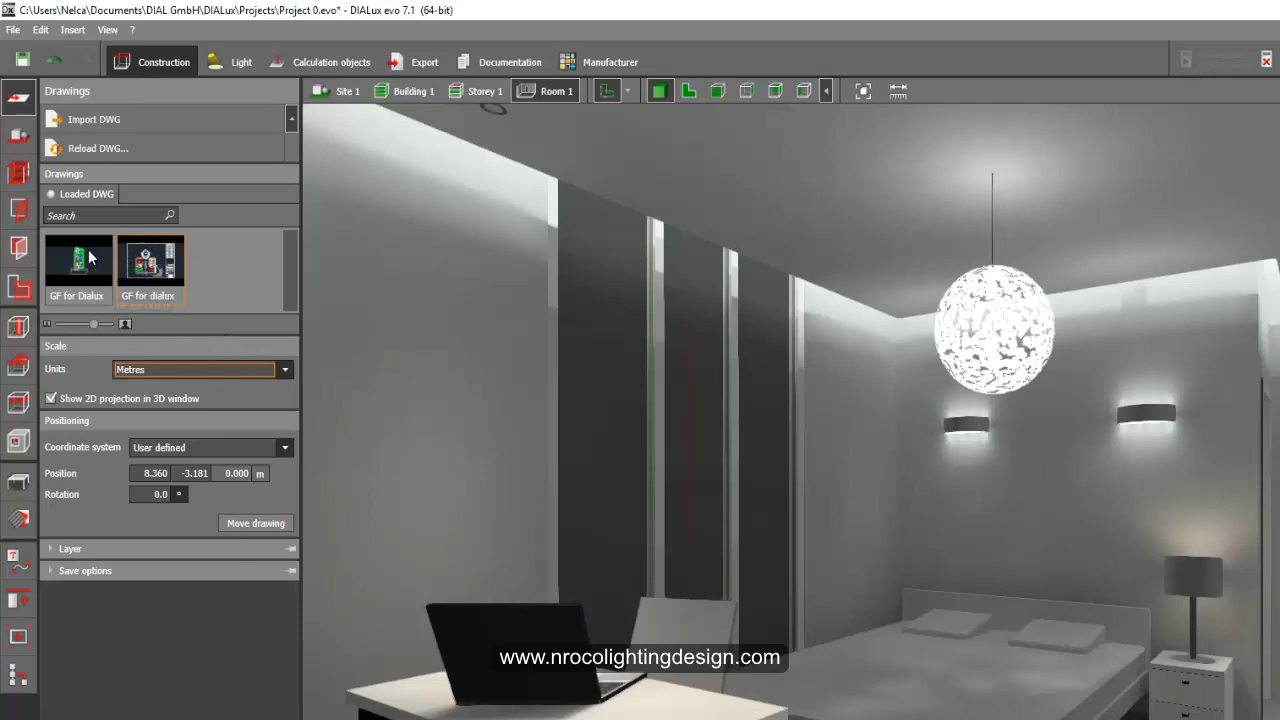 C:\Users\Nelca\Documents\DIAL GmbH\DIALux\Projects\Project 0.evo* - DIALux evo 7.1 (64-bit)
File Edit Insert View ?
Construction Light Calculation objects Export Documentation Manufacturer
Drawings
Site 1 Building 1 Storey 1 Room 1
Import DWG
Reload DWG...
Drawings
Loaded DWG
Search
GF for Dialux GF for dialux
Scale
Units Metres
Show 2D projection in 3D window
Positioning
Coordinate system User defined
Position 8.360 -3.181 0.000 m
Rotation 0.0 °
Move drawing
Layer
Save options
www.nrocolightingdesign.com